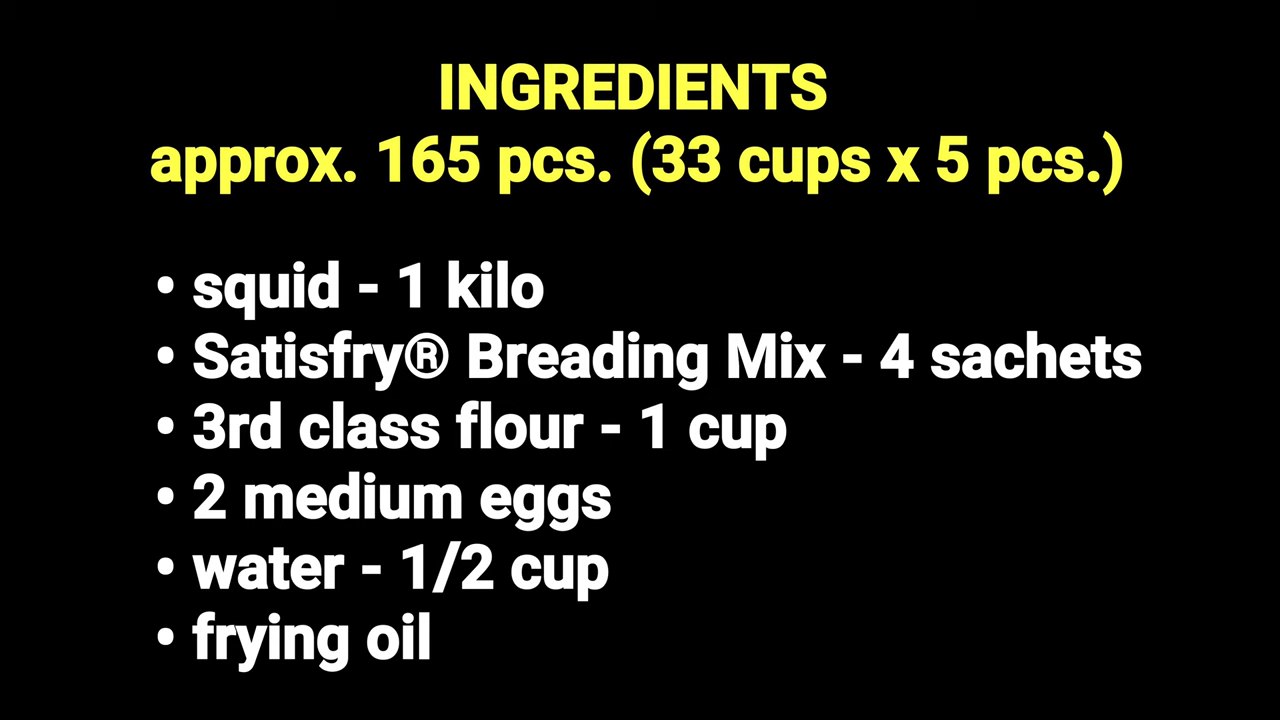 INGREDIENTS
approx. 165 pcs. (33 cups x 5 pcs.)
• squid - 1 kilo
• Satisfry® Breading Mix - 4 sachets
• 3rd class flour - 1 cup
• 2 medium eggs
• water - 1/2 cup
• frying oil